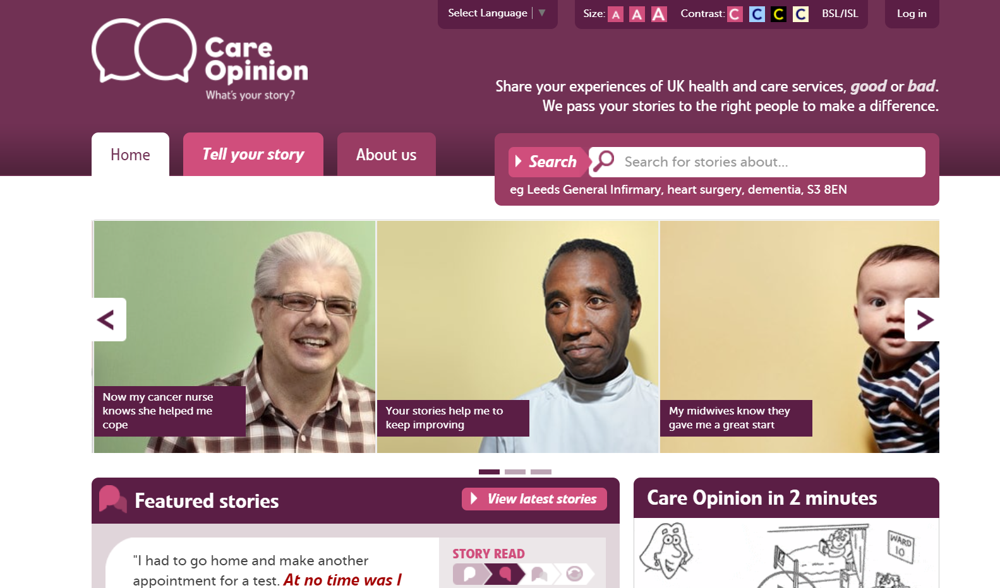 Select Language
Size: A A A Contrast: C C C C BSL/ISL
Log in
Care
Opinion
What's your story?
Share your experiences of UK health and care services, good or bad.
We pass your stories to the right people to make a difference.
Home
Tell your story
About us
Search
Search for stories about...
eg Leeds General Infirmary, heart surgery, dementia, S3 8EN
<
>
Now my cancer nurse
knows she helped me
cope
Your stories help me to
keep improving
My midwives know they
gave me a great start
Featured stories
View latest stories
Care Opinion in 2 minutes
"I had to go home and make another
appointment for a test. At no time was I
STORY READ
WARD
10